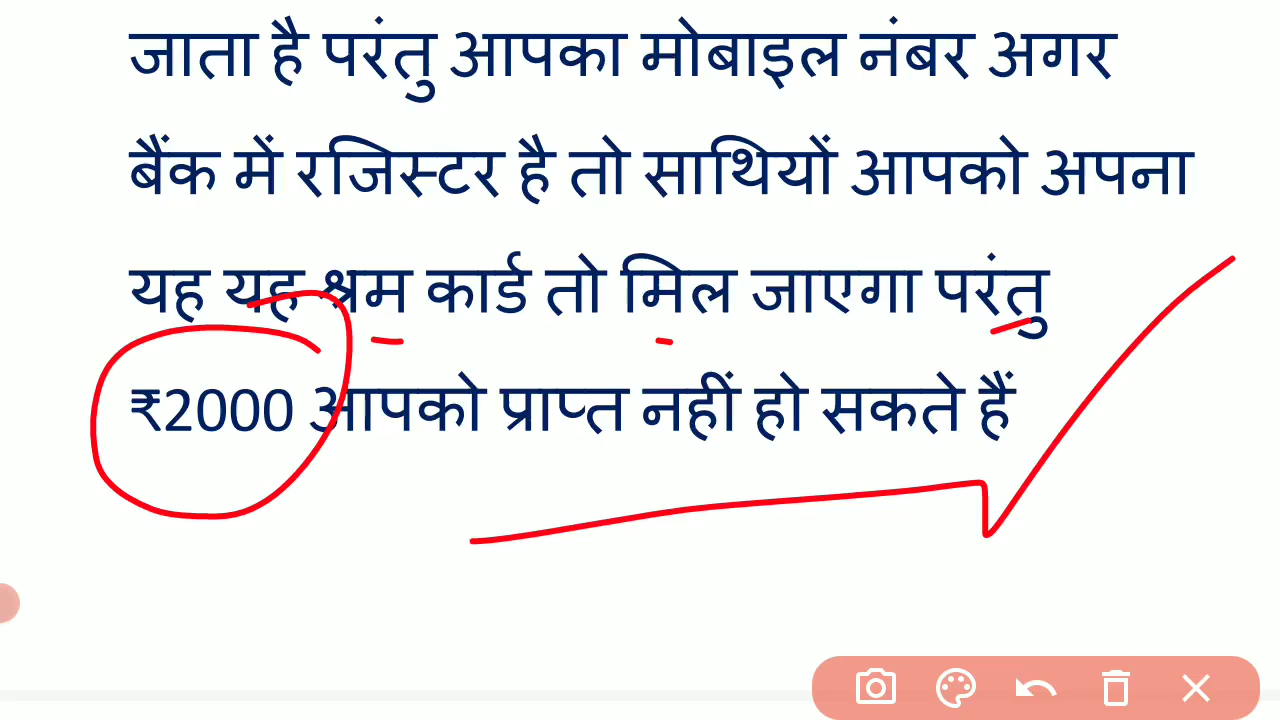 जाता है परंतु आपका मोबाइल नंबर अगर
बैंक में रजिस्टर है तो साथियों आपको अपना
यह यह श्रम कार्ड तो मिल जाएगा परंतु
₹2000 आपको प्राप्त नहीं हो सकते हैं